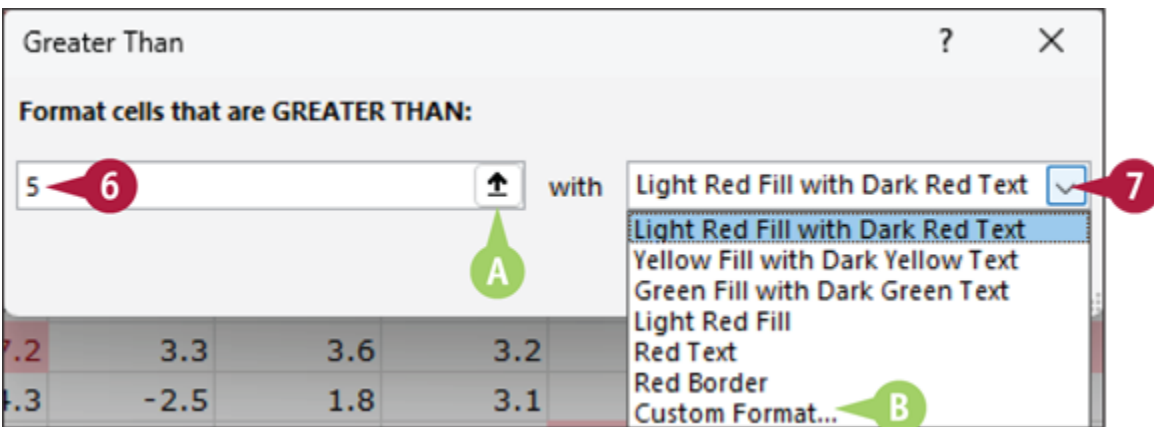 Greater Than ? ×
Format cells that are GREATER THAN:
5 6 with Light Red Fill with Dark Red Text 7
A
Light Red Fill with Dark Red Text
Yellow Fill with Dark Yellow Text
Green Fill with Dark Green Text
Light Red Fill
Red Text
Red Border
Custom Format... B
7.2 3.3 3.6 3.2
-2.5 1.8 3.1